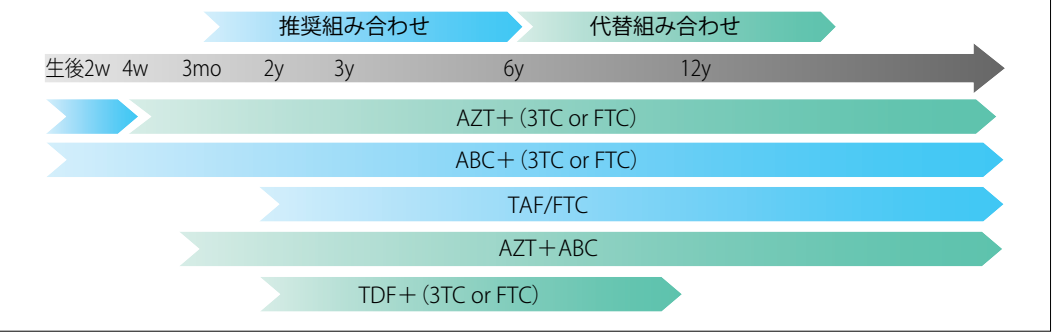 推奨組み合わせ 代替組み合わせ
生後2w 4w 3mo 2y 3y 6y 12y
AZT＋（3TC or FTC）
ABC＋（3TC or FTC）
TAF/FTC
AZT＋ABC
TDF＋（3TC or FTC）